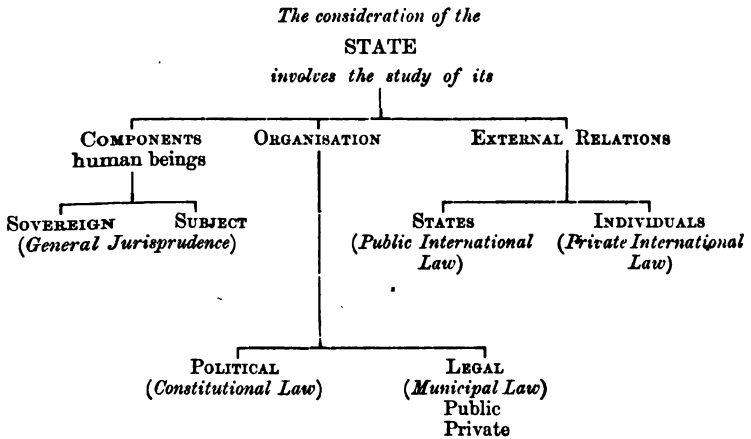 The consideration of the
STATE
involves the study of its
COMPONENTS
human beings
ORGANISATION
EXTERNAL RELATIONS
SOVEREIGN
SUBJECT
(General Jurisprudence)
STATES
(Public International
Law)
INDIVIDUALS
(Private International
Law)
POLITICAL
(Constitutional Law)
LEGAL
(Municipal Law)
Public
Private